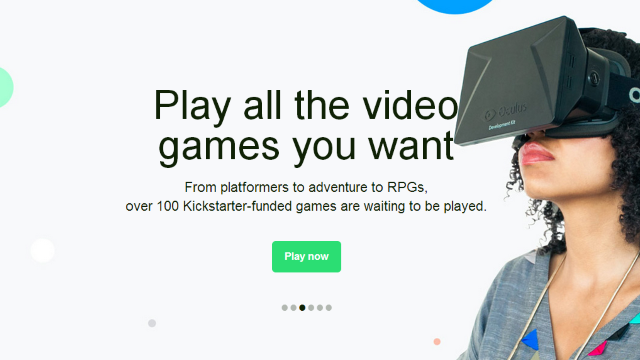 Play all the video
games you want
From platformers to adventure to RPGs,
over 100 Kickstarter-funded games are waiting to be played.
Play now
oculus
Development Kit